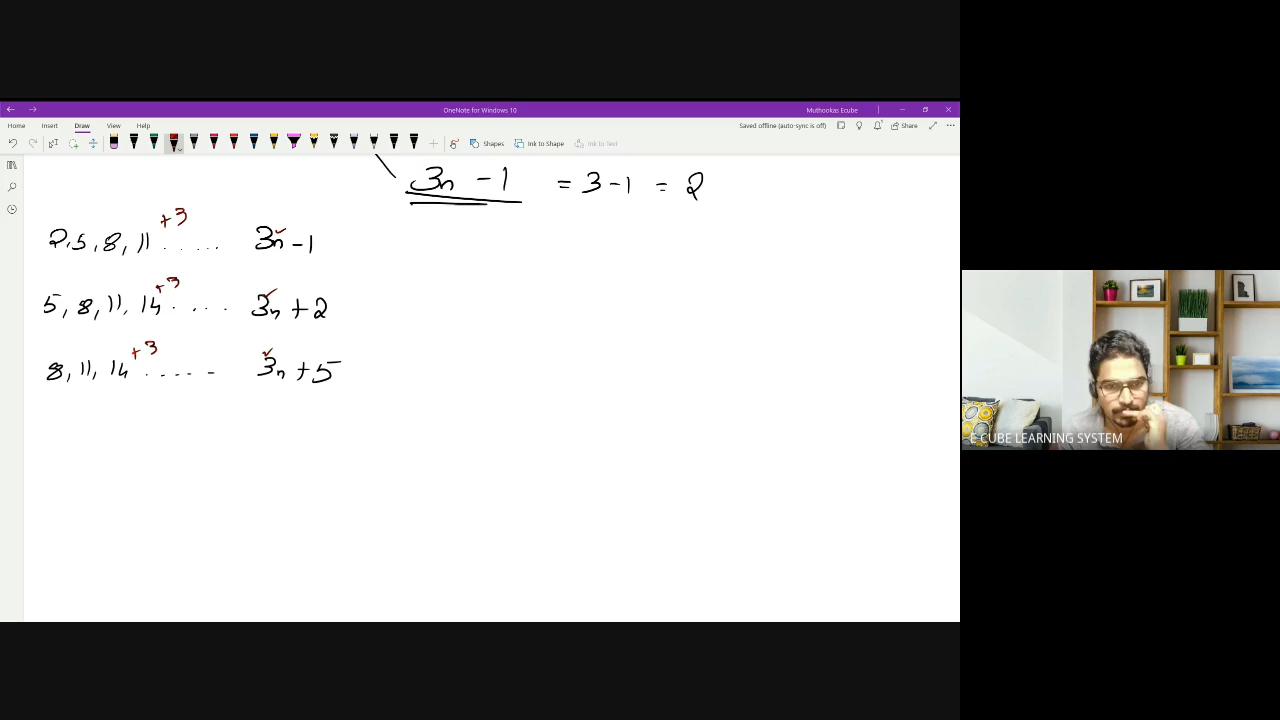 OneNote for Windows 10
Muthookas Ecube
Home Insert Draw View Help
Saved offline (auto-sync is off) Share
Shapes Ink to Shape Ink to Text
3n - 1 = 3 - 1 = 2
2, 5, 8, 11 ..... +3 3n - 1
5, 8, 11, 14 .... +3 3n + 2
8, 11, 14 ..... +3 3n + 5
E CUBE LEARNING SYSTEM